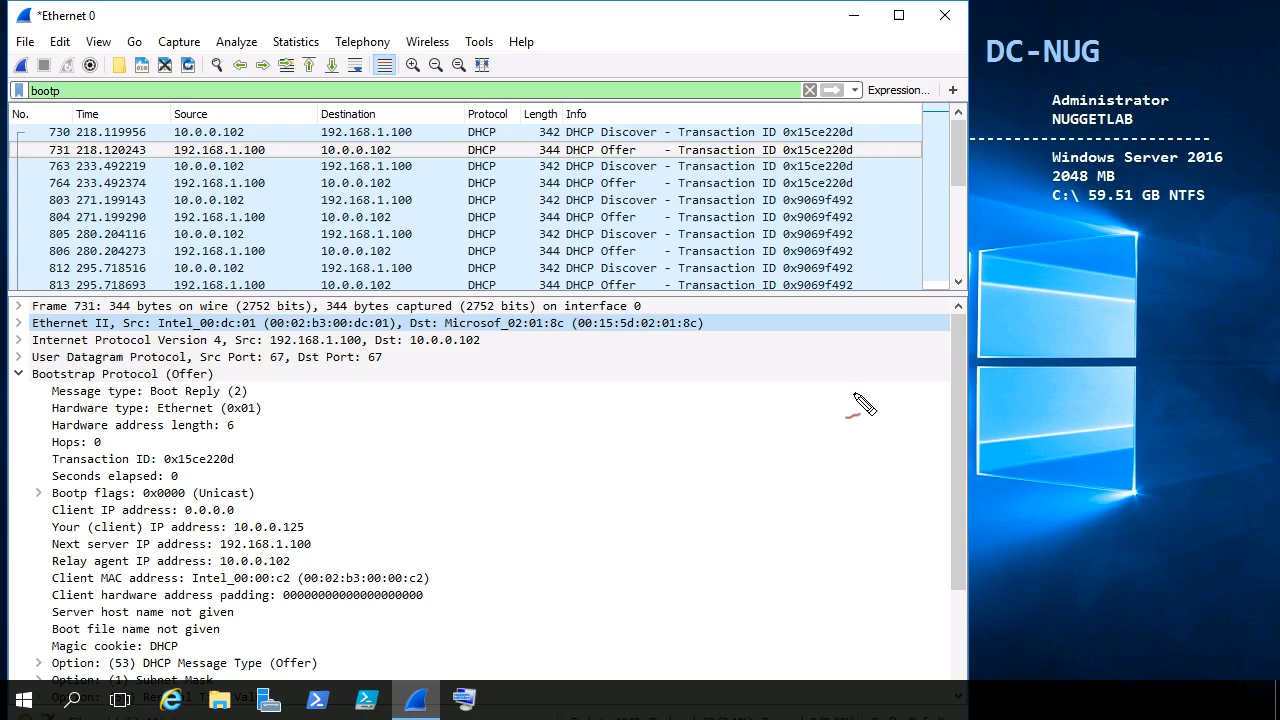 *Ethernet 0
File Edit View Go Capture Analyze Statistics Telephony Wireless Tools Help
bootp
Expression... +
No. Time Source Destination Protocol Length Info
730 218.119956 10.0.0.102 192.168.1.100 DHCP 342 DHCP Discover - Transaction ID 0x15ce220d
731 218.120243 192.168.1.100 10.0.0.102 DHCP 344 DHCP Offer - Transaction ID 0x15ce220d
763 233.492219 10.0.0.102 192.168.1.100 DHCP 342 DHCP Discover - Transaction ID 0x15ce220d
764 233.492374 192.168.1.100 10.0.0.102 DHCP 344 DHCP Offer - Transaction ID 0x15ce220d
803 271.199143 10.0.0.102 192.168.1.100 DHCP 342 DHCP Discover - Transaction ID 0x9069f492
804 271.199290 192.168.1.100 10.0.0.102 DHCP 344 DHCP Offer - Transaction ID 0x9069f492
805 280.204116 10.0.0.102 192.168.1.100 DHCP 342 DHCP Discover - Transaction ID 0x9069f492
806 280.204273 192.168.1.100 10.0.0.102 DHCP 344 DHCP Offer - Transaction ID 0x9069f492
812 295.718516 10.0.0.102 192.168.1.100 DHCP 342 DHCP Discover - Transaction ID 0x9069f492
813 295.718693 192.168.1.100 10.0.0.102 DHCP 344 DHCP Offer - Transaction ID 0x9069f492
Frame 731: 344 bytes on wire (2752 bits), 344 bytes captured (2752 bits) on interface 0
Ethernet II, Src: Intel_00:dc:01 (00:02:b3:00:dc:01), Dst: Microsof_02:01:8c (00:15:5d:02:01:8c)
Internet Protocol Version 4, Src: 192.168.1.100, Dst: 10.0.0.102
User Datagram Protocol, Src Port: 67, Dst Port: 67
Bootstrap Protocol (Offer)
Message type: Boot Reply (2)
Hardware type: Ethernet (0x01)
Hardware address length: 6
Hops: 0
Transaction ID: 0x15ce220d
Seconds elapsed: 0
Bootp flags: 0x0000 (Unicast)
Client IP address: 0.0.0.0
Your (client) IP address: 10.0.0.125
Next server IP address: 192.168.1.100
Relay agent IP address: 10.0.0.102
Client MAC address: Intel_00:00:c2 (00:02:b3:00:00:c2)
Client hardware address padding: 00000000000000000000
Server host name not given
Boot file name not given
Magic cookie: DHCP
Option: (53) DHCP Message Type (Offer)
Option: (1) Subnet Mask
DC-NUG
Administrator
NUGGETLAB
------------------------------
Windows Server 2016
2048 MB
C:\ 59.51 GB NTFS